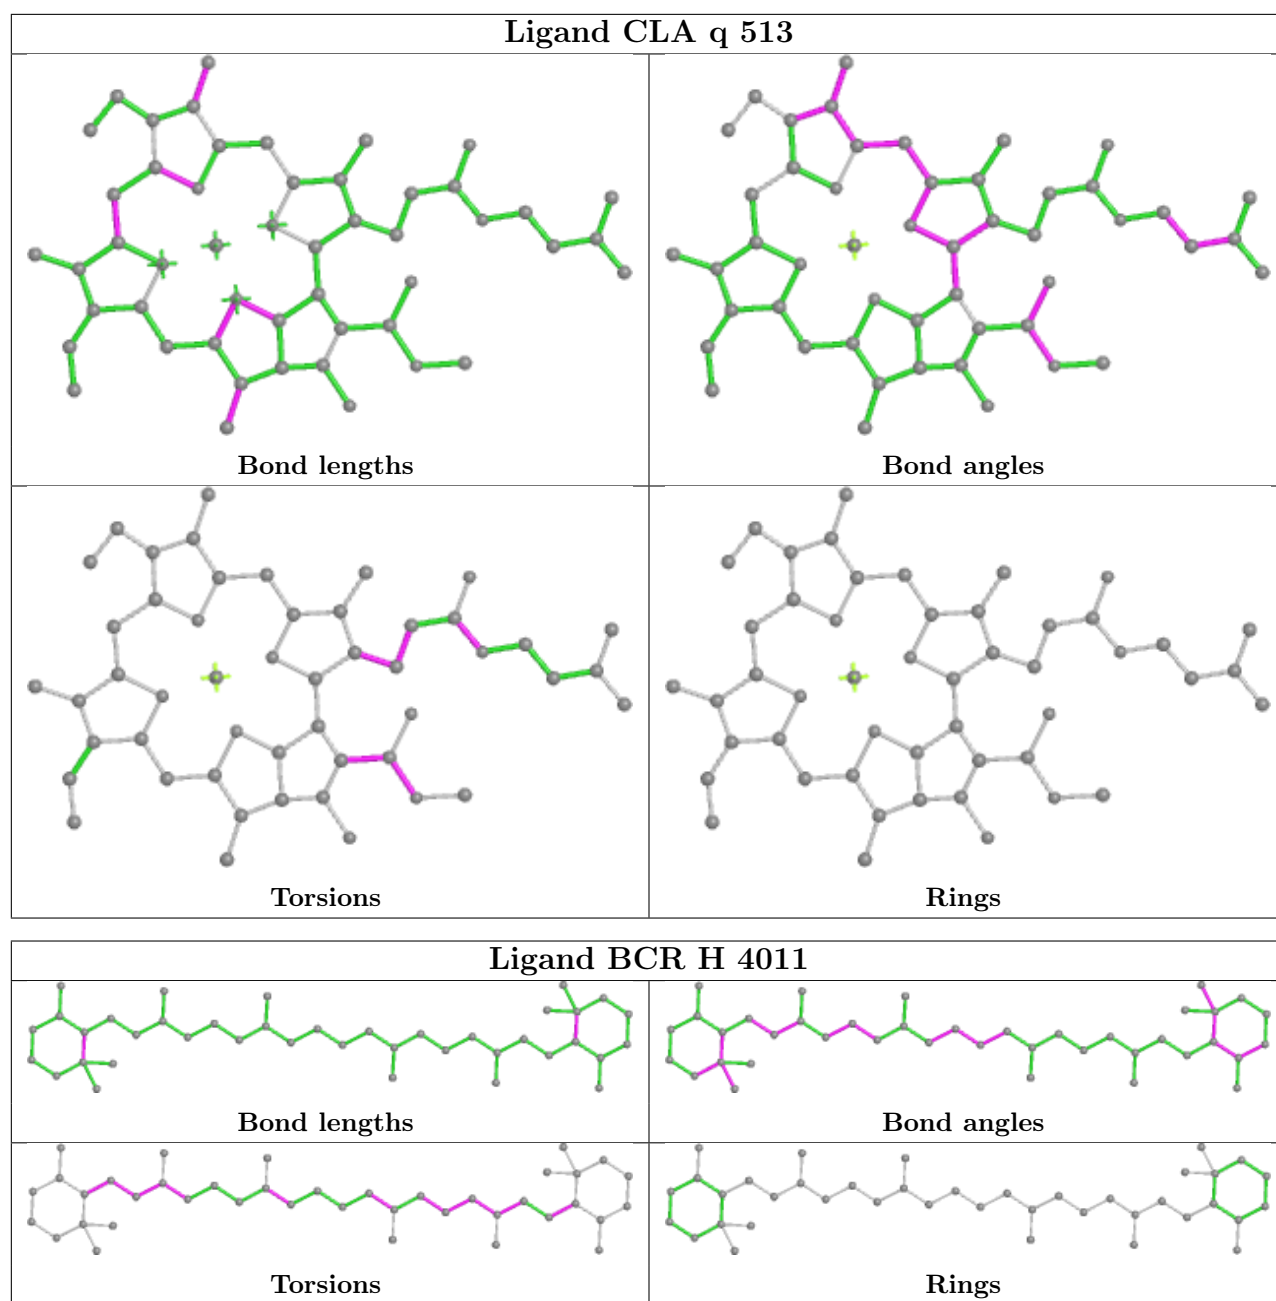 Ligand CLA q 513
Bond lengths
Bond angles
Torsions
Rings
Ligand BCR H 4011
Bond lengths
Bond angles
Torsions
Rings